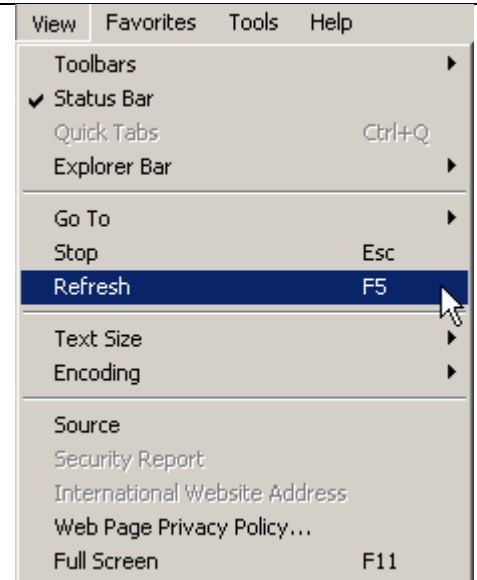 View Favorites Tools Help
Toolbars
Status Bar
Quick Tabs Ctrl+Q
Explorer Bar
Go To
Stop Esc
Refresh F5
Text Size
Encoding
Source
Security Report
International Website Address
Web Page Privacy Policy...
Full Screen F11